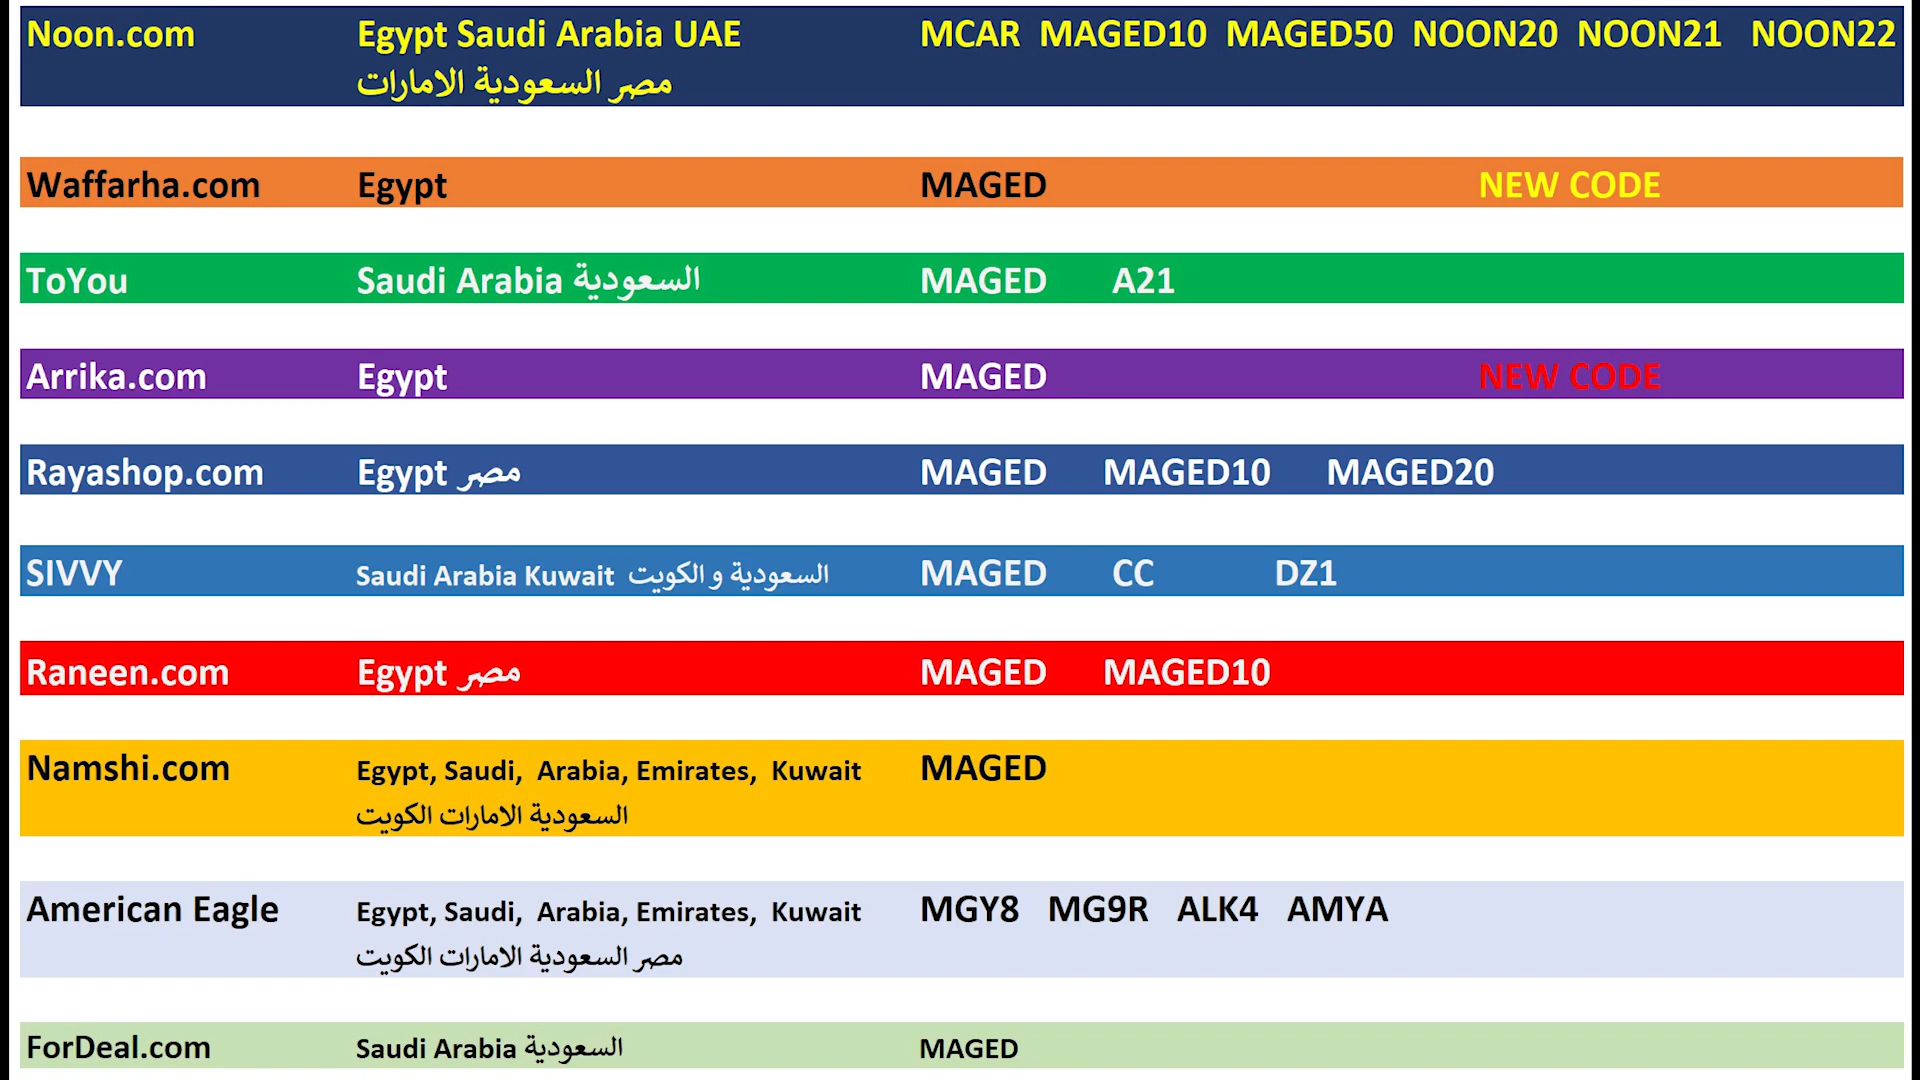 Noon.com Egypt Saudi Arabia UAE MCAR MAGED10 MAGED50 NOON20 NOON21 NOON22
مصر السعودية الامارات
Waffarha.com Egypt MAGED NEW CODE
ToYou Saudi Arabia السعودية MAGED A21
Arrika.com Egypt MAGED NEW CODE
Rayashop.com Egypt مصر MAGED MAGED10 MAGED20
SIVVY Saudi Arabia Kuwait السعودية و الكويت MAGED CC DZ1
Raneen.com Egypt مصر MAGED MAGED10
Namshi.com Egypt, Saudi, Arabia, Emirates, Kuwait MAGED
السعودية الامارات الكويت
American Eagle Egypt, Saudi, Arabia, Emirates, Kuwait MGY8 MG9R ALK4 AMYA
مصر السعودية الامارات الكويت
ForDeal.com Saudi Arabia السعودية MAGED